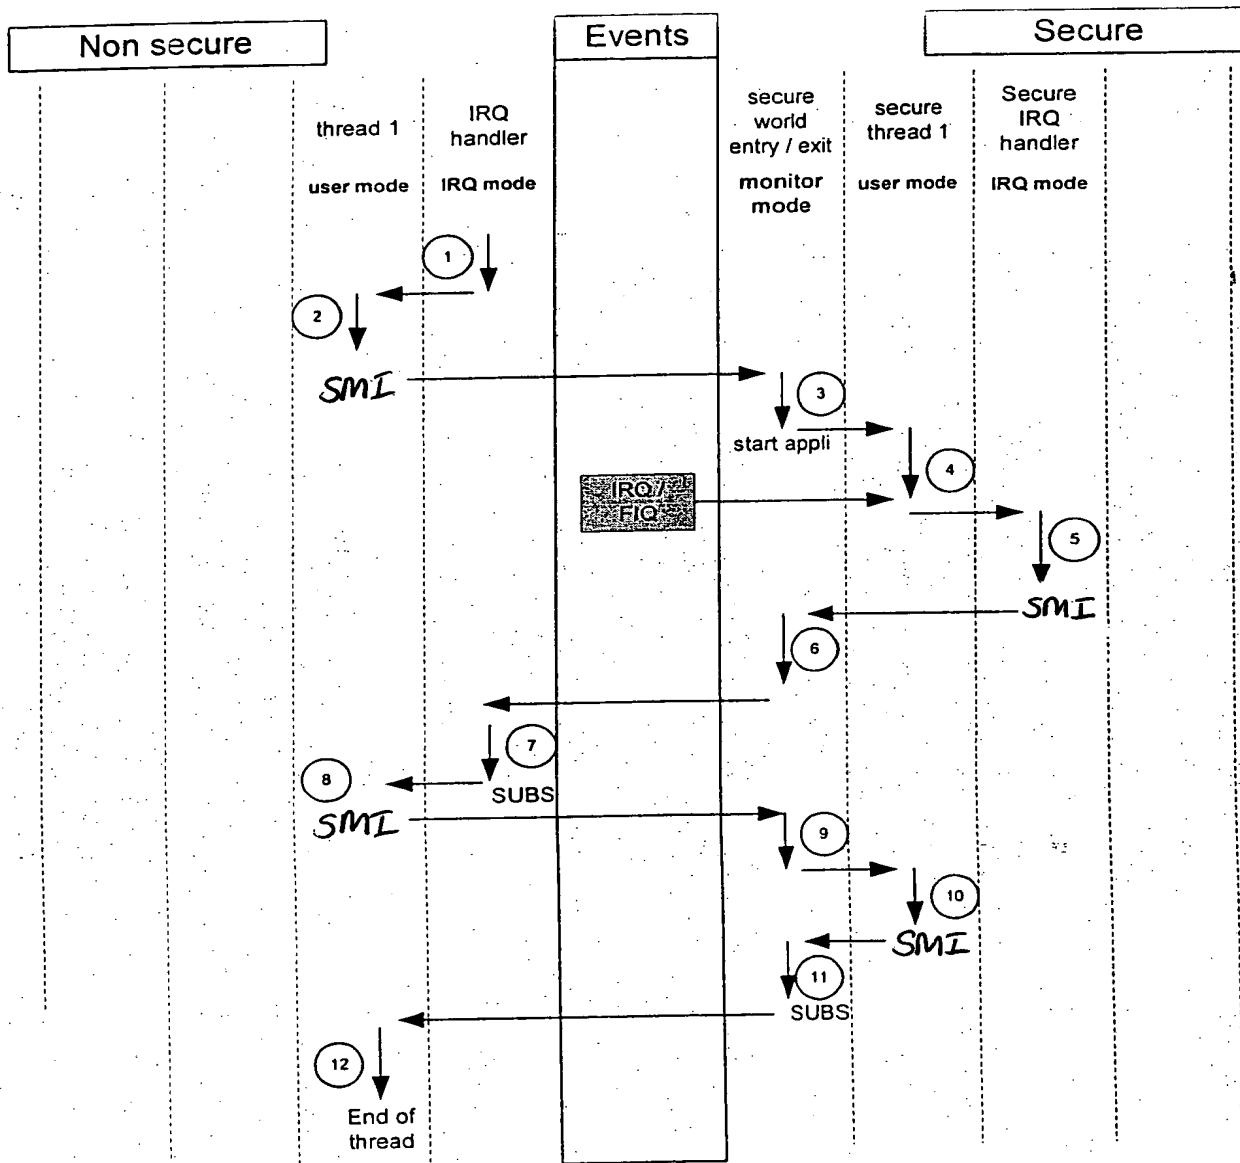 Non secure
Events
Secure
thread 1
user mode
IRQ
handler
IRQ mode
secure
world
entry / exit
monitor
mode
secure
thread 1
user mode
Secure
IRQ
handler
IRQ mode
1
2
SMI
3
start appli
4
IRQ /
FIQ
5
SMI
6
7
8
SUBS
SMI
9
10
SMI
11
SUBS
12
End of
thread